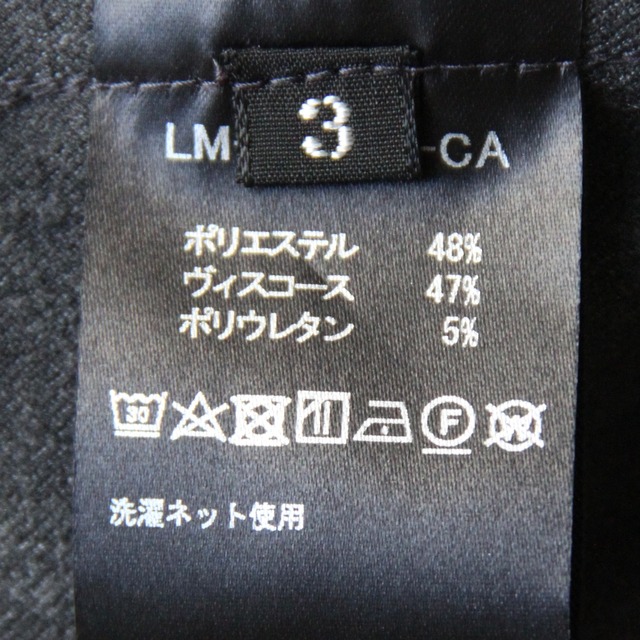 LM- 3 -CA
ポリエステル 48%
ヴィスコース 47%
ポリウレタン 5%
30 F W
洗濯ネット使用